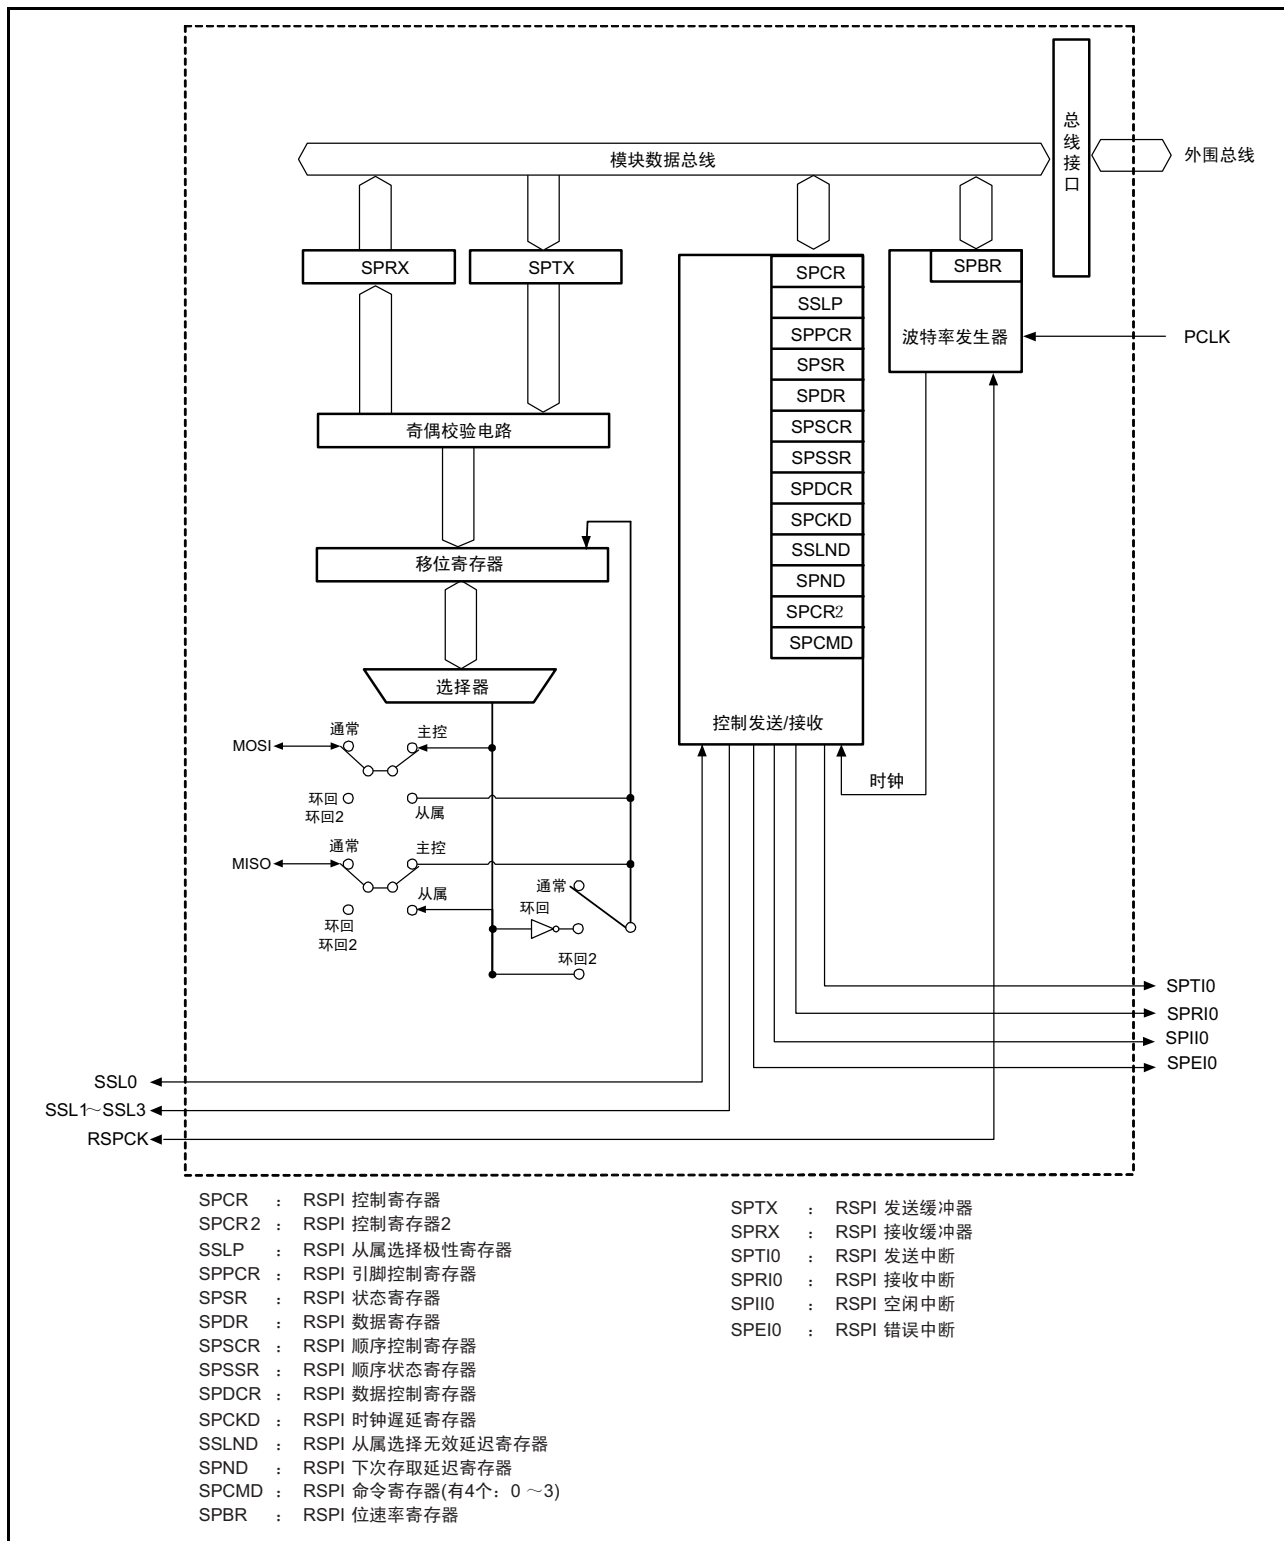 总线接口
模块数据总线
外围总线
SPRX
SPTX
SPCR
SPBR
SSLP
SPPCR
波特率发生器
PCLK
SPSR
SPDR
奇偶校验电路
SPSCR
SPSSR
SPDCR
SPCKD
移位寄存器
SSLND
SPND
SPCR2
SPCMD
选择器
控制发送/接收
通常
主控
MOSI
时钟
环回
环回2
从属
通常
主控
MISO
从属
环回
环回2
通常
环回
环回2
SPTI0
SPRI0
SPII0
SPEI0
SSL0
SSL1～SSL3
RSPCK
SPCR : RSPI 控制寄存器
SPCR2 : RSPI 控制寄存器2
SSLP : RSPI 从属选择极性寄存器
SPPCR : RSPI 引脚控制寄存器
SPSR : RSPI 状态寄存器
SPDR : RSPI 数据寄存器
SPSCR : RSPI 顺序控制寄存器
SPSSR : RSPI 顺序状态寄存器
SPDCR : RSPI 数据控制寄存器
SPCKD : RSPI 时钟遅延寄存器
SSLND : RSPI 从属选择无效延迟寄存器
SPND : RSPI 下次存取延迟寄存器
SPCMD : RSPI 命令寄存器(有4个：0 ～3)
SPBR : RSPI 位速率寄存器
SPTX : RSPI 发送缓冲器
SPRX : RSPI 接收缓冲器
SPTI0 : RSPI 发送中断
SPRI0 : RSPI 接收中断
SPII0 : RSPI 空闲中断
SPEI0 : RSPI 错误中断